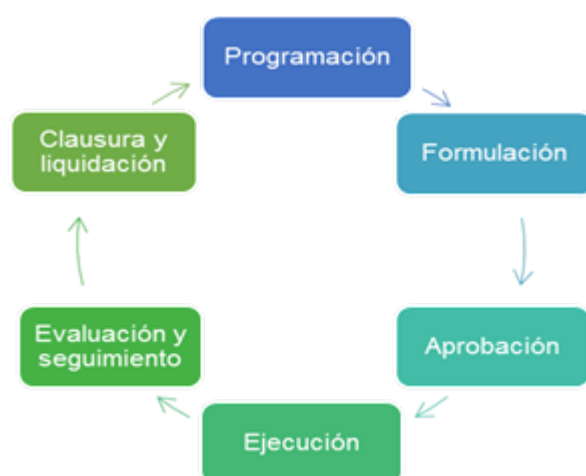 Programación
Formulación
Aprobación
Ejecución
Evaluación y
seguimiento
Clausura y
liquidación